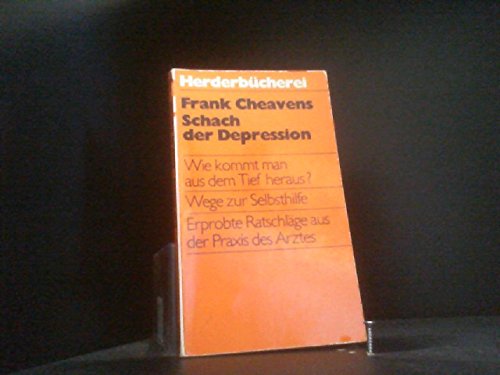 Herderbücherei
Frank Cheavens
Schach
der Depression
Wie kommt man
aus dem Tief heraus?
Wege zur Selbsthilfe
Erprobte Ratschläge aus
der Praxis des Arztes